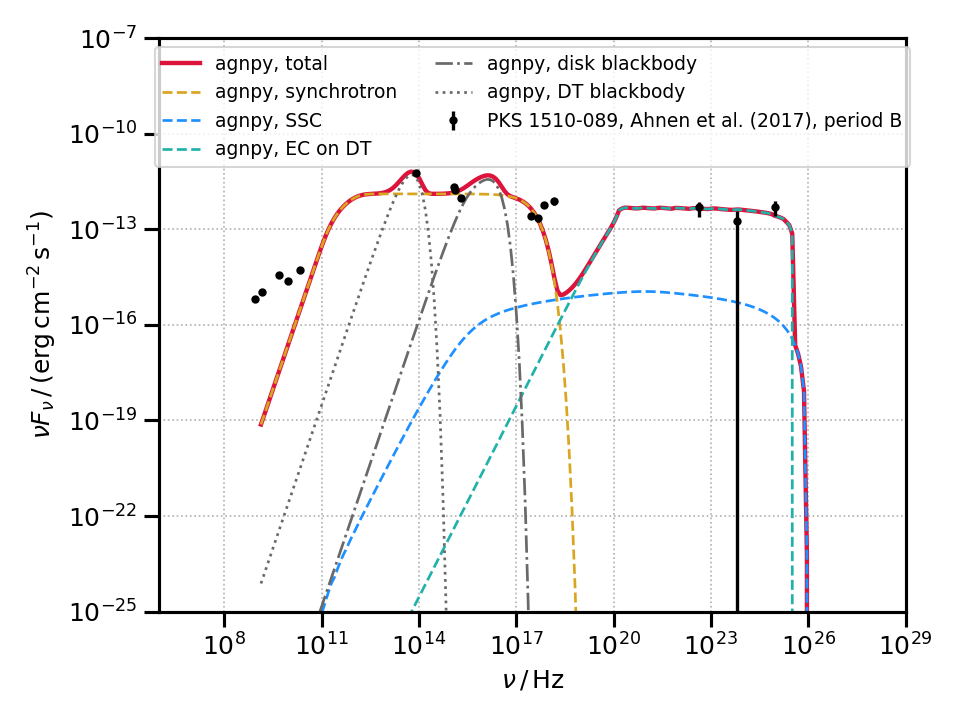 10⁻⁷
10⁻¹⁰
10⁻¹³
10⁻¹⁶
10⁻¹⁹
10⁻²²
10⁻²⁵
νF_ν / (erg cm⁻² s⁻¹)
agnpy, total
agnpy, synchrotron
agnpy, SSC
agnpy, EC on DT
agnpy, disk blackbody
agnpy, DT blackbody
PKS 1510-089, Ahnen et al. (2017), period B
10⁸ 10¹¹ 10¹⁴ 10¹⁷ 10²⁰ 10²³ 10²⁶ 10²⁹
ν / Hz